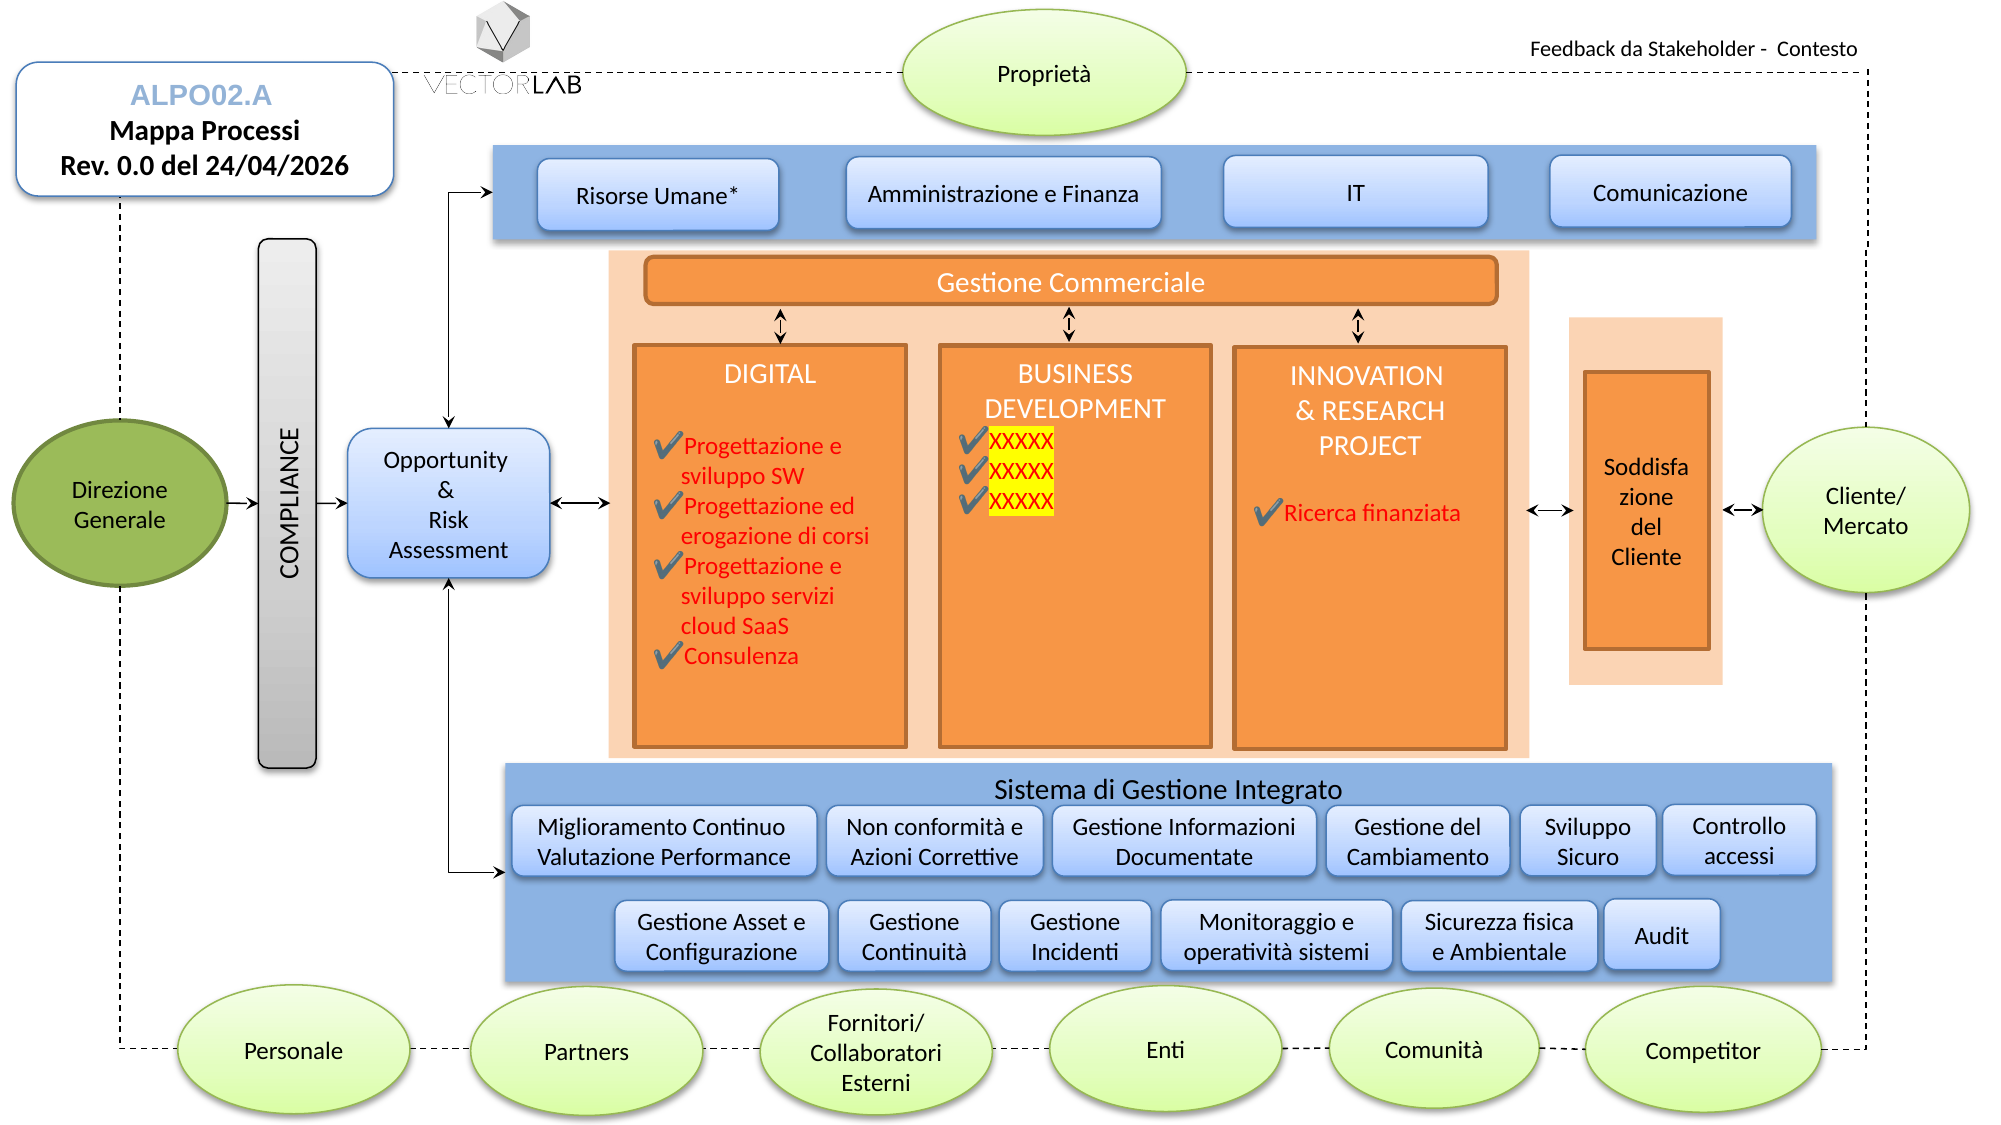 VECTORLAB
Proprietà
Feedback da Stakeholder -  Contesto
ALPO02.A
Mappa Processi
Rev. 0.0 del 24/04/2026
Risorse Umane*
Amministrazione e Finanza
IT
Comunicazione
Gestione Commerciale
DIGITAL
✔Progettazione e
sviluppo SW
✔Progettazione ed
erogazione di corsi
✔Progettazione e
sviluppo servizi
cloud SaaS
✔Consulenza
BUSINESS
DEVELOPMENT
✔XXXXX
✔XXXXX
✔XXXXX
INNOVATION
& RESEARCH
PROJECT
✔Ricerca finanziata
Direzione
Generale
COMPLIANCE
Opportunity
&
Risk
Assessment
Soddisfa
zione
del
Cliente
Cliente/
Mercato
Sistema di Gestione Integrato
Miglioramento Continuo
Valutazione Performance
Non conformità e
Azioni Correttive
Gestione Informazioni
Documentate
Gestione del
Cambiamento
Sviluppo
Sicuro
Controllo
accessi
Gestione Asset e
Configurazione
Gestione
Continuità
Gestione
Incidenti
Monitoraggio e
operatività sistemi
Sicurezza fisica
e Ambientale
Audit
Personale
Partners
Fornitori/
Collaboratori
Esterni
Enti
Comunità
Competitor